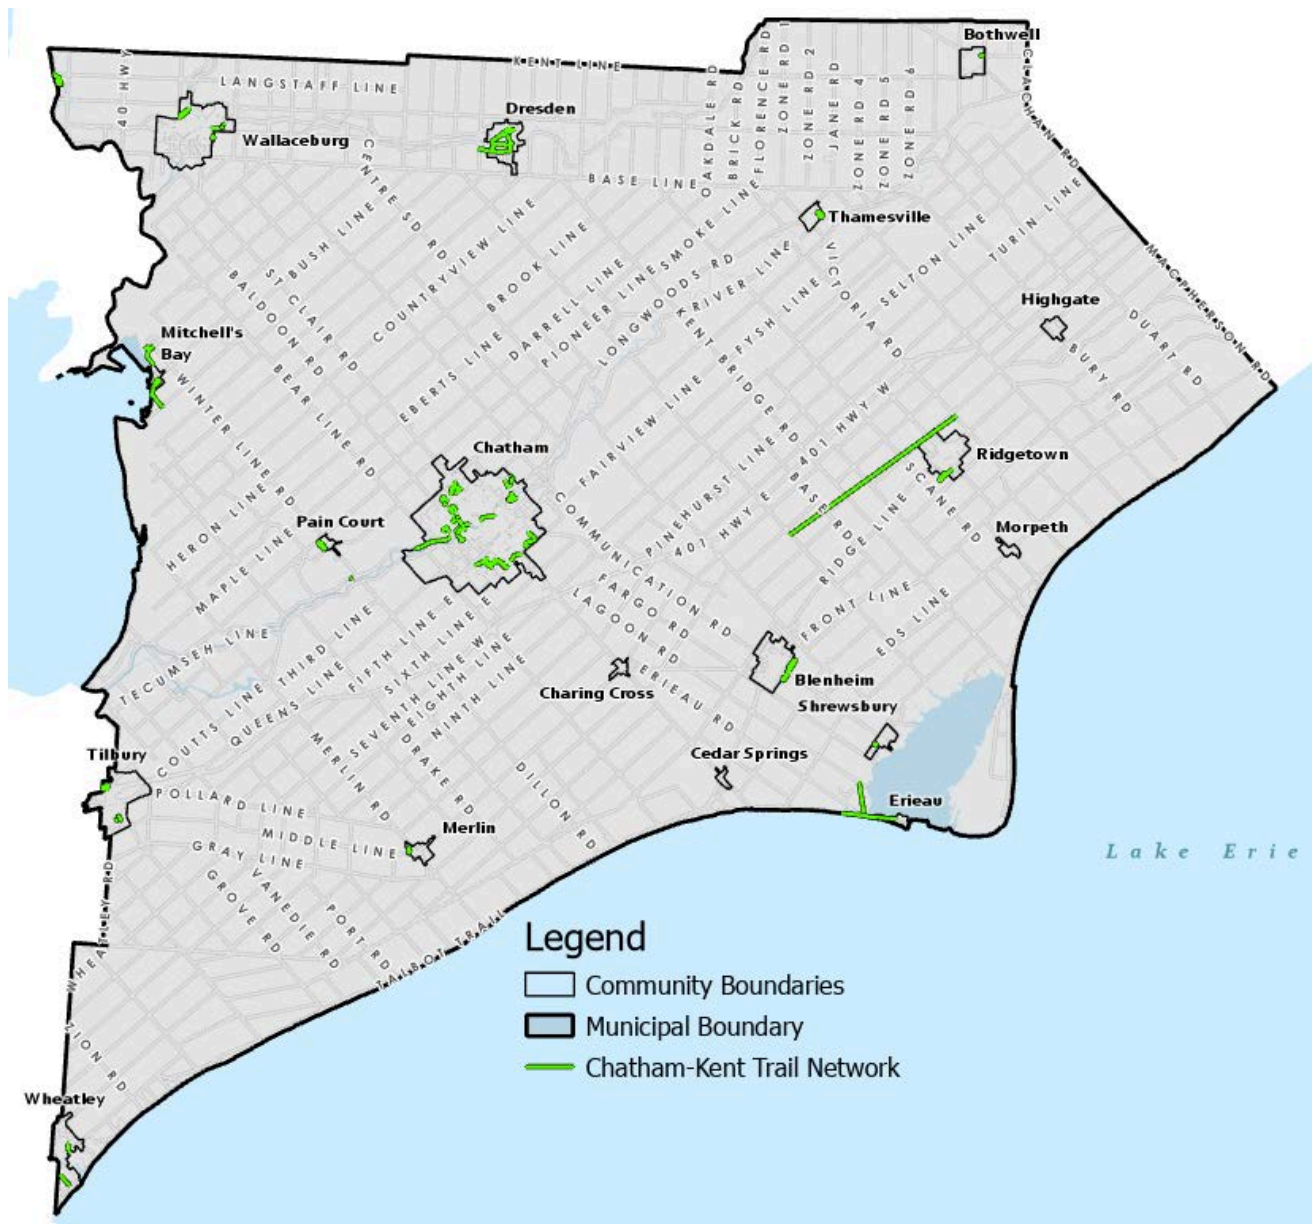 Bothwell
KENT LINE
CLACHAN RD
40 HWY
LANGSTAFF LINE
OAKDALE RD
BRICK RD
FLORENCE RD
ZONE RD 1
ZONE RD 2
JANE RD
ZONE RD 4
ZONE RD 5
ZONE RD 6
Dresden
Wallaceburg
CENTRE SD RD
BASE LINE
Thamesville
BUSH LINE
COUNTRYVIEW LINE
BROOK LINE
SMOKE LINE
TURIN LINE
SELTON LINE
MACPHERSON RD
ST CLAIR RD
BALDOON RD
DARRELL LINE
PIONEER LINE
LONGWOODS RD
RIVER LINE
VICTORIA RD
Highgate
Mitchell's
Bay
BEAR LINE RD
EBERTS LINE
KENT BRIDGE RD
FYSH LINE
DUART RD
BURY RD
WINTER LINE RD
FAIRVIEW LINE
401 HWY W
Chatham
Ridgetown
HERON LINE
Pain Court
COMMUNICATION RD
PINEHURST LINE
BASE RD
SCANE RD
MAPLE LINE
401 HWY E
RIDGE LINE
Morpeth
FARGO RD
LAGOON RD
FRONT LINE
EDS LINE
TECUMSEH LINE
THIRD LINE
FIFTH LINE E
SIXTH LINE E
SEVENTH LINE W
EIGHTH LINE
NINTH LINE
Charing Cross
ERIEAU RD
Blenheim
Shrewsbury
COUTTS LINE
QUEENS LINE
MERLIN RD
DRAKE RD
Tilbury
Cedar Springs
POLLARD LINE
DILLON RD
Erieau
MIDDLE LINE
Merlin
Lake Erie
GRAY LINE
GROVE RD
VANEDIE RD
PORT RD
WHEATLEY RD
TALBOT TRAIL
Legend
Community Boundaries
Municipal Boundary
Chatham-Kent Trail Network
ZION RD
Wheatley